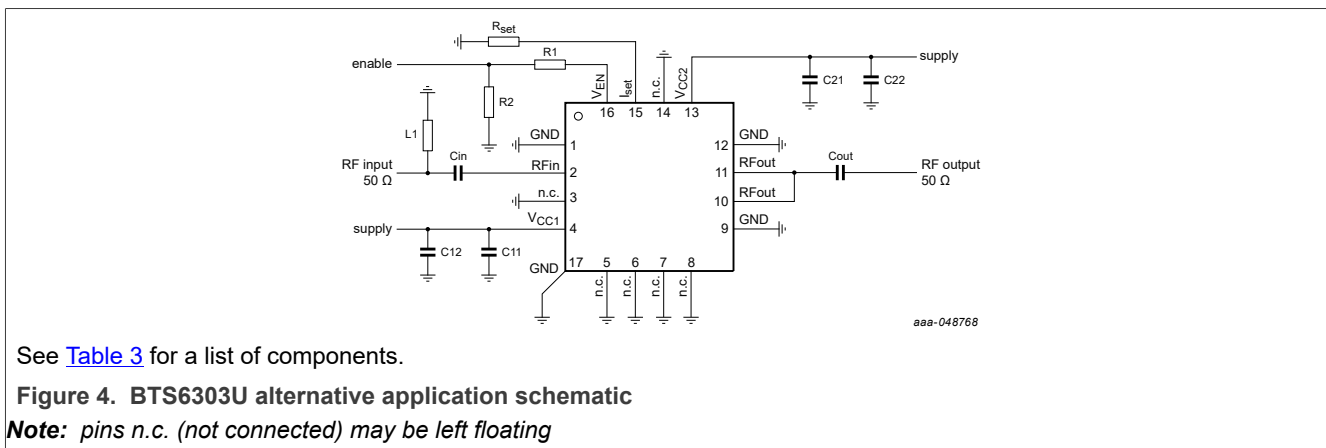 Rset
enable
R1
R2
VEN
Iset
n.c.
VCC2
supply
C21
C22
16
15
14
13
L1
GND
1
12
GND
RF input
50 Ω
Cin
RFin
2
11
RFout
Cout
RF output
50 Ω
n.c.
3
10
RFout
supply
VCC1
4
9
GND
C12
C11
GND
17
5
6
7
8
n.c.
n.c.
n.c.
n.c.
aaa-048768
See Table 3 for a list of components.
Figure 4. BTS6303U alternative application schematic
Note: pins n.c. (not connected) may be left floating